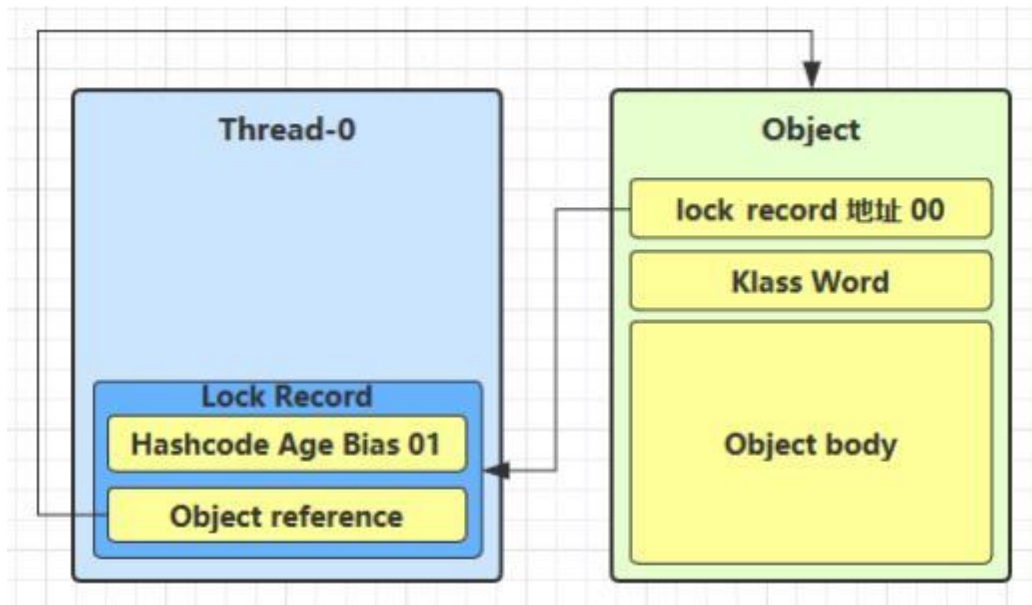 Thread-0
Lock Record
Hashcode Age Bias 01
Object reference
Object
lock record 地址 00
Klass Word
Object body